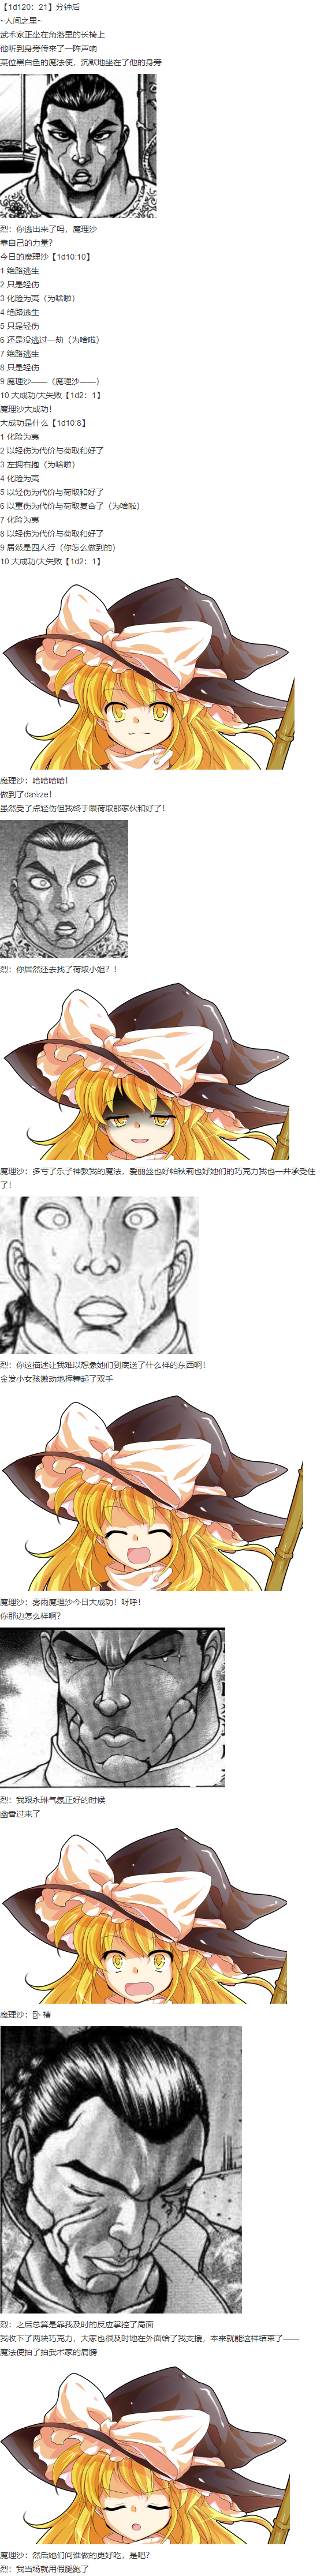 【1d120：21】分钟后
~人间之里~
武术家正坐在角落里的长椅上
他听到身旁传来了一阵声响
某位黑白色的魔法使，沉默地坐在了他的身旁
烈：你逃出来了吗，魔理沙
靠自己的力量？
今日的魔理沙【1d10:10】
1 绝路逃生
2 只是轻伤
3 化险为夷（为啥啦）
4 绝路逃生
5 只是轻伤
6 还是没逃过一劫（为啥啦）
7 绝路逃生
8 只是轻伤
9 魔理沙——（魔理沙——）
10 大成功/大失败【1d2：1】
魔理沙大成功！
大成功是什么【1d10:8】
1 化险为夷
2 以轻伤为代价与荷取和好了
3 左拥右抱（为啥啦）
4 化险为夷
5 以轻伤为代价与荷取和好了
6 以重伤为代价与荷取复合了（为啥啦）
7 化险为夷
8 以轻伤为代价与荷取和好了
9 居然是四人行（你怎么做到的）
10 大成功/大失败【1d2：1】
魔理沙：哈哈哈哈！
做到了da☆ze！
虽然受了点轻伤但我终于跟荷取那家伙和好了！
烈：你居然还去找了荷取小姐？！
魔理沙：多亏了乐子神教我的魔法，爱丽丝也好帕秋莉也好她们的巧克力我也一并承受住
了！
烈：你这描述让我难以想象她们到底送了什么样的东西啊！
金发小女孩激动地挥舞起了双手
魔理沙：雾雨魔理沙今日大成功！呀呼！
你那边怎么样啊？
烈：我跟永琳气氛正好的时候
幽香过来了
魔理沙：卧 槽
烈：之后总算是靠我及时的反应掌控了局面
我收下了两块巧克力，大家也很及时地在外面给了我支援，本来就能这样结束了——
魔法使拍了拍武术家的肩膀
魔理沙：然后她们问谁做的更好吃，是吧？
烈：我当场就用假腿跑了